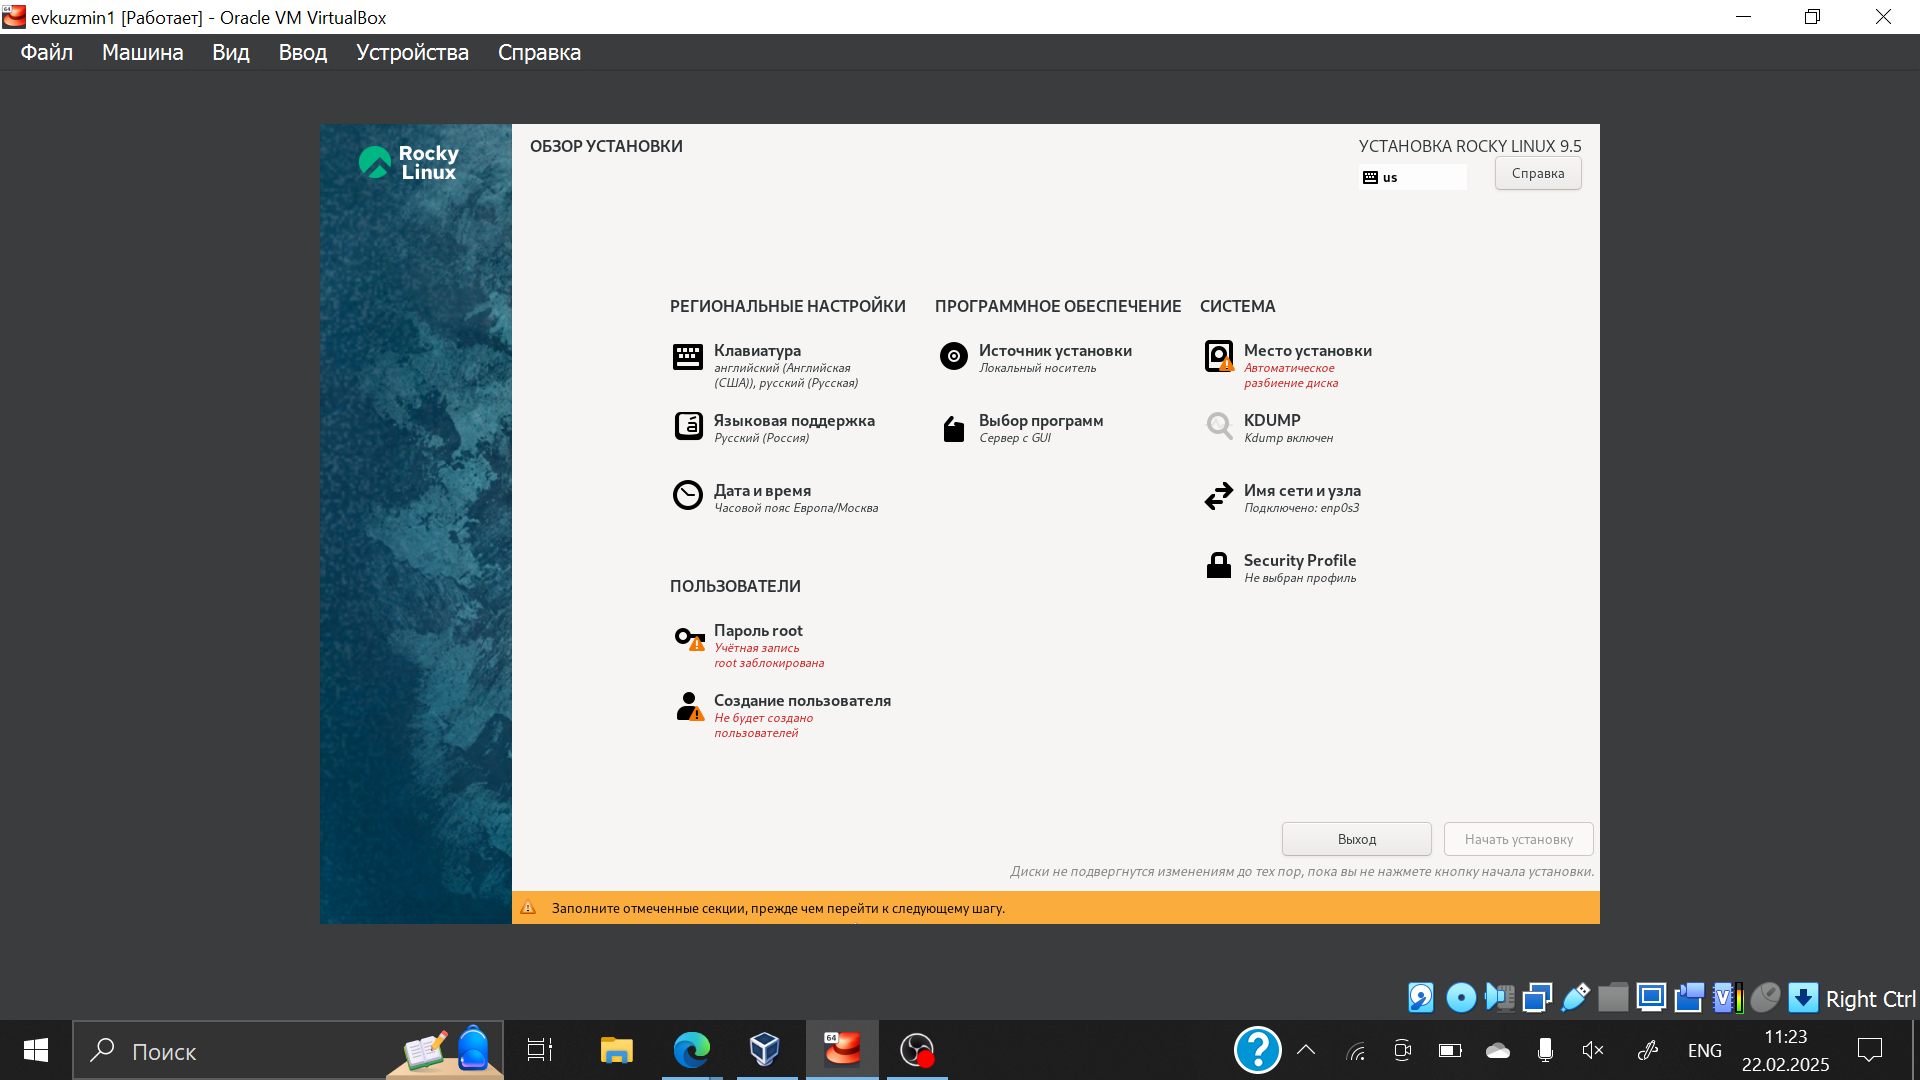 evkuzmin1 [Работает] - Oracle VM VirtualBox
Файл Машина Вид Ввод Устройства Справка
Rocky
Linux
ОБЗОР УСТАНОВКИ
УСТАНОВКА ROCKY LINUX 9.5
us
Справка
РЕГИОНАЛЬНЫЕ НАСТРОЙКИ
Клавиатура
английский (Английская
(США)), русский (Русская)
Языковая поддержка
Русский (Россия)
Дата и время
Часовой пояс Европа/Москва
ПРОГРАММНОЕ ОБЕСПЕЧЕНИЕ
Источник установки
Локальный носитель
Выбор программ
Сервер с GUI
СИСТЕМА
Место установки
Автоматическое
разбиение диска
KDUMP
Kdump включен
Имя сети и узла
Подключено: enp0s3
Security Profile
Не выбран профиль
ПОЛЬЗОВАТЕЛИ
Пароль root
Учётная запись
root заблокирована
Создание пользователя
Не будет создано
пользователей
Выход
Начать установку
Диски не подвергнутся изменениям до тех пор, пока вы не нажмете кнопку начала установки.
Заполните отмеченные секции, прежде чем перейти к следующему шагу.
Right Ctrl
Поиск
64
ENG
11:23
22.02.2025